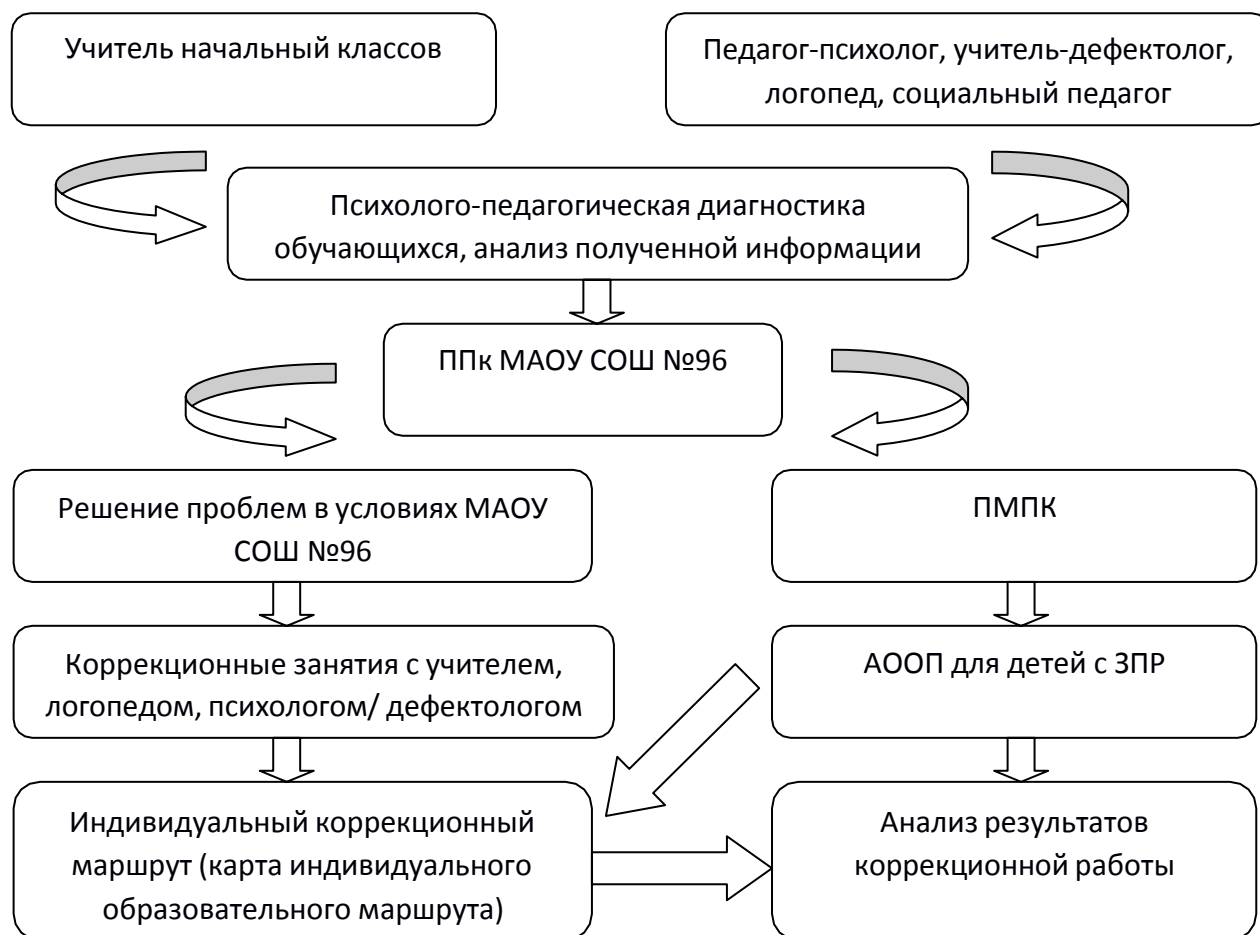 Учитель начальный классов
Педагог-психолог, учитель-дефектолог,
логопед, социальный педагог
Психолого-педагогическая диагностика
обучающихся, анализ полученной информации
ППк МАОУ СОШ №96
Решение проблем в условиях МАОУ
СОШ №96
ПМПК
Коррекционные занятия с учителем,
логопедом, психологом/ дефектологом
АООП для детей с ЗПР
Индивидуальный коррекционный
маршрут (карта индивидуального
образовательного маршрута)
Анализ результатов
коррекционной работы